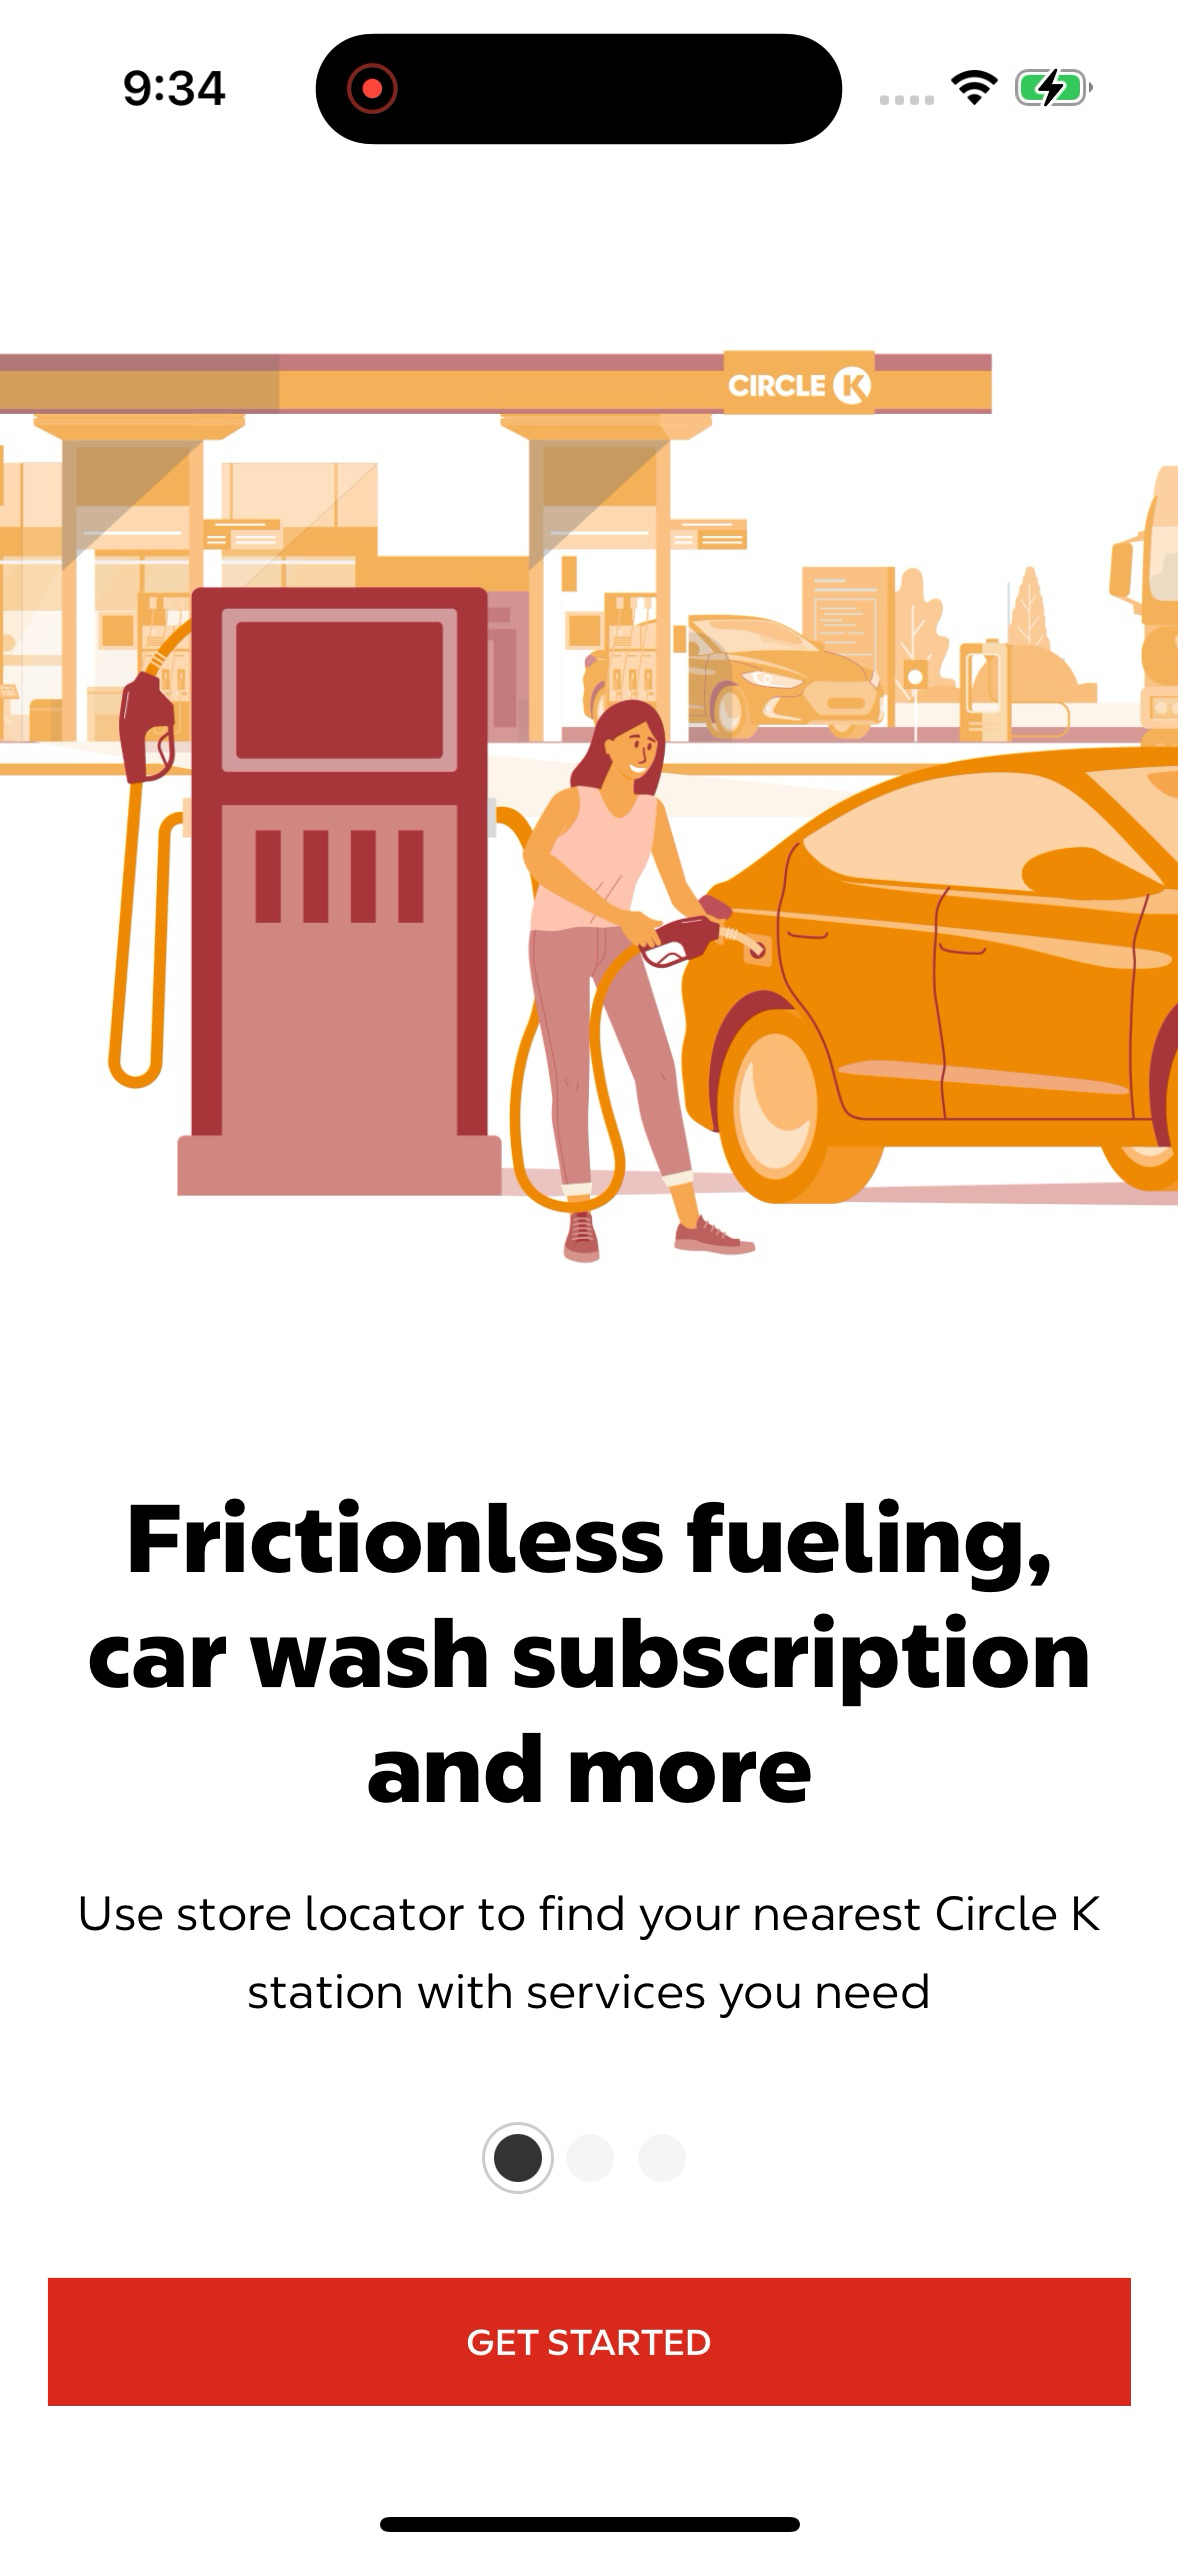 9:34
CIRCLE K
Frictionless fueling,
car wash subscription
and more
Use store locator to find your nearest Circle K
station with services you need
GET STARTED